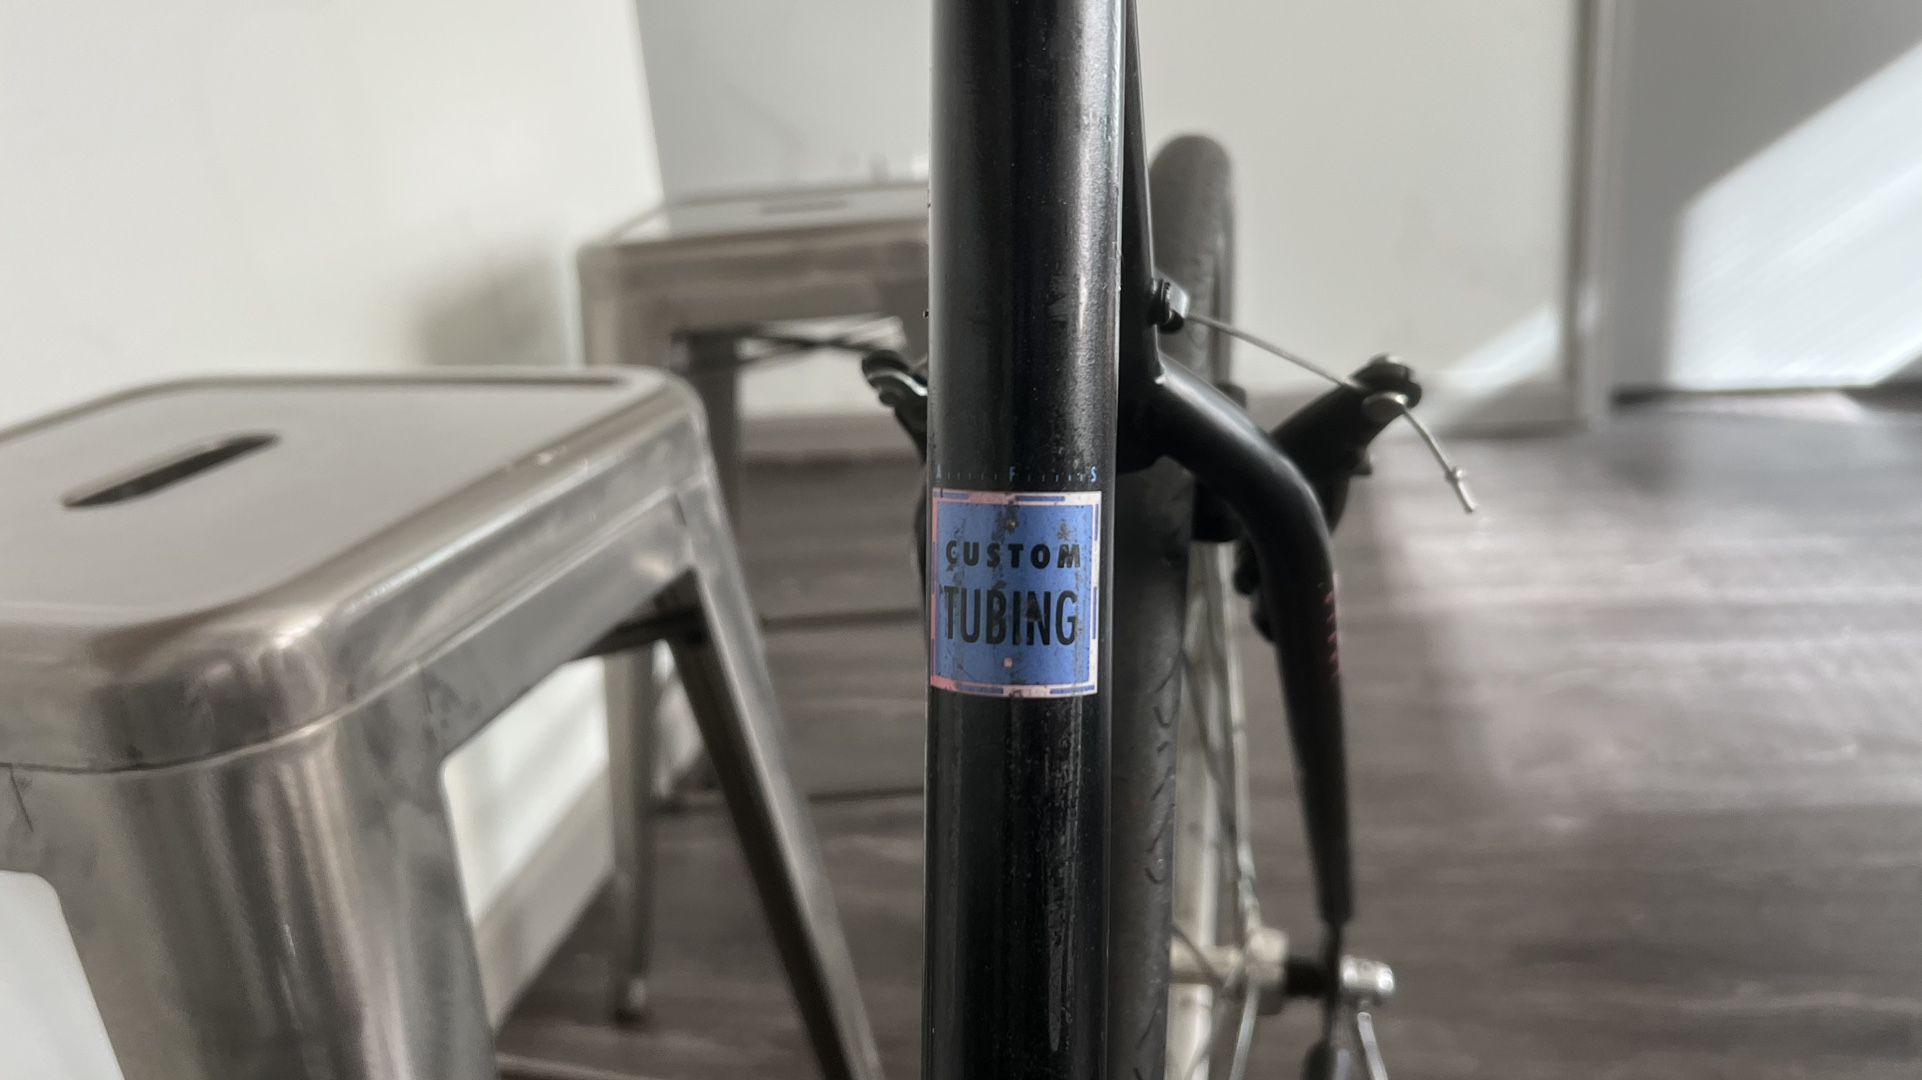 A F S
CUSTOM
TUBING